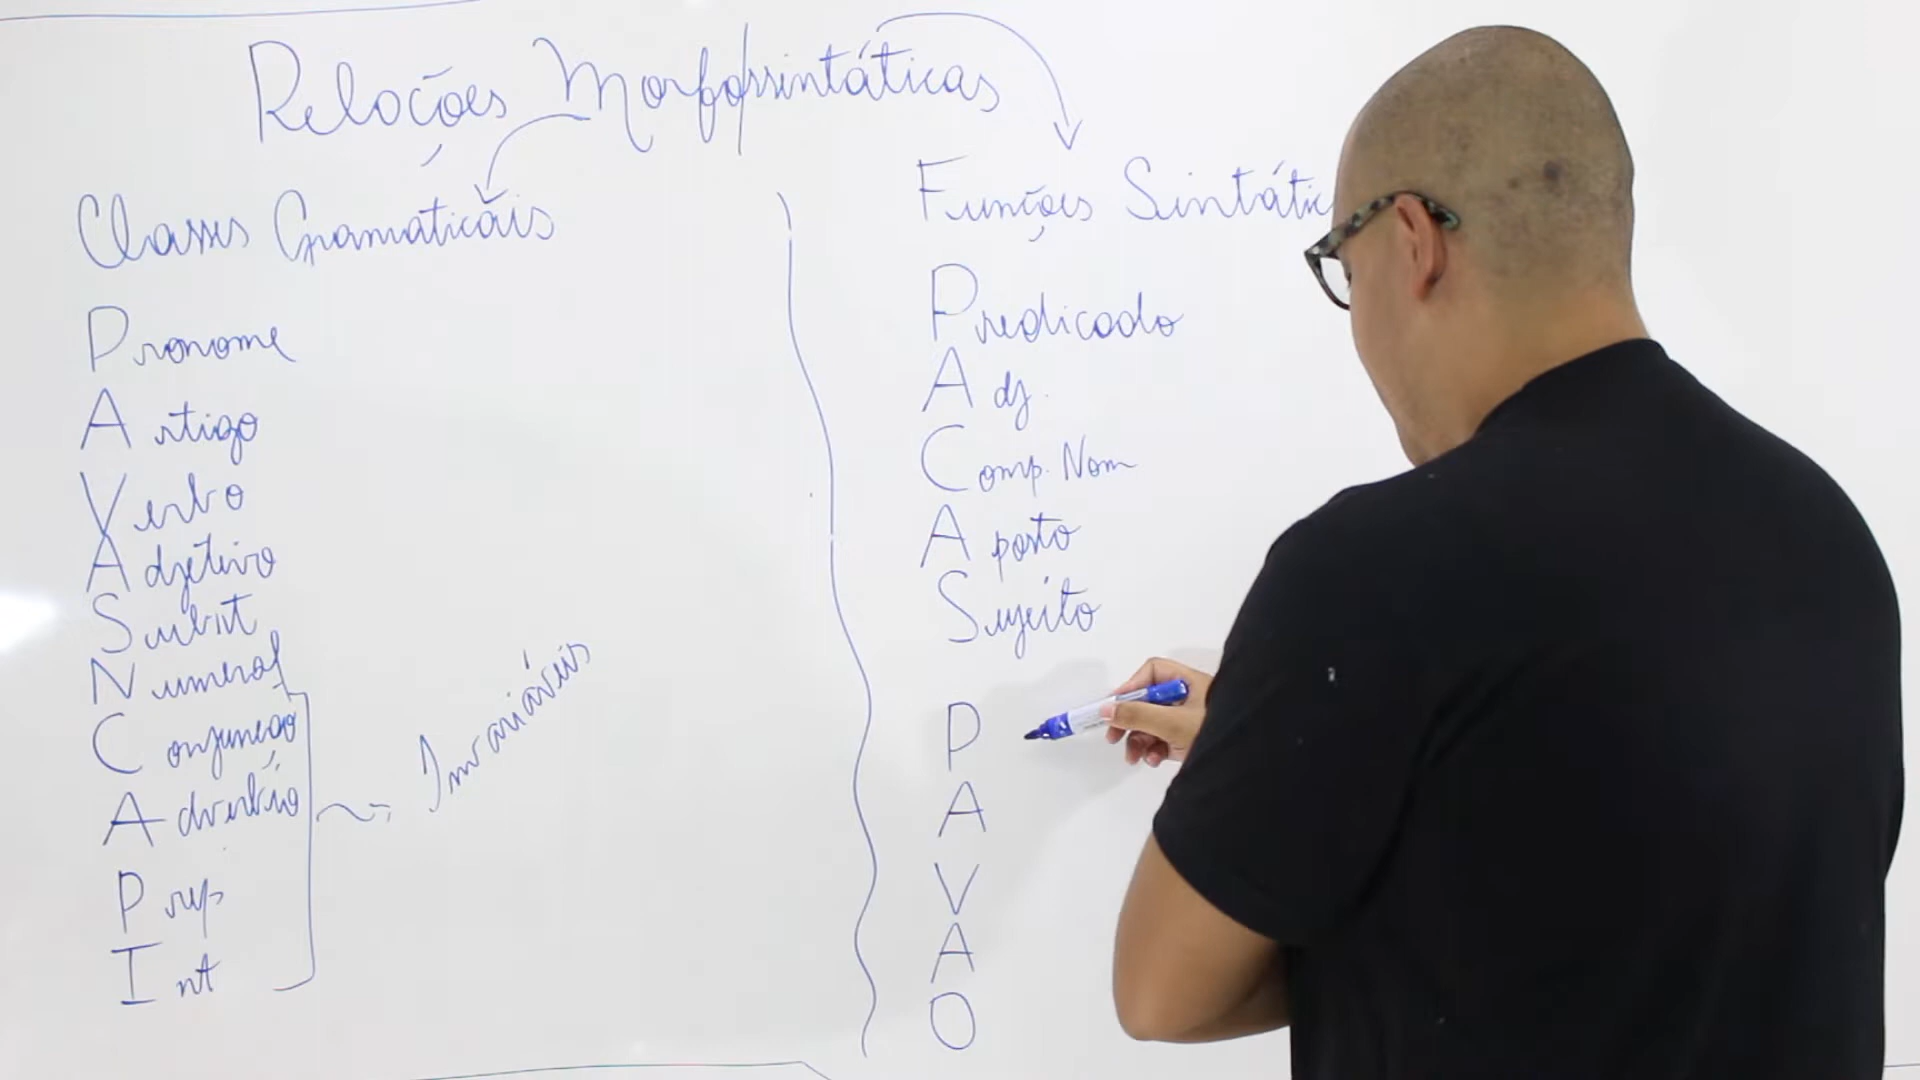 Relações Morfossintáticas
Classes Gramaticais
Pronome
Artigo
Verbo
Adjetivo
Subst
Numeral
Conjunção
Advérbio
Prep
Int
Invariáveis
Funções Sintátic
Predicado
Adj.
Comp. Nom
Aposto
Sujeito
P
A
V
A
O